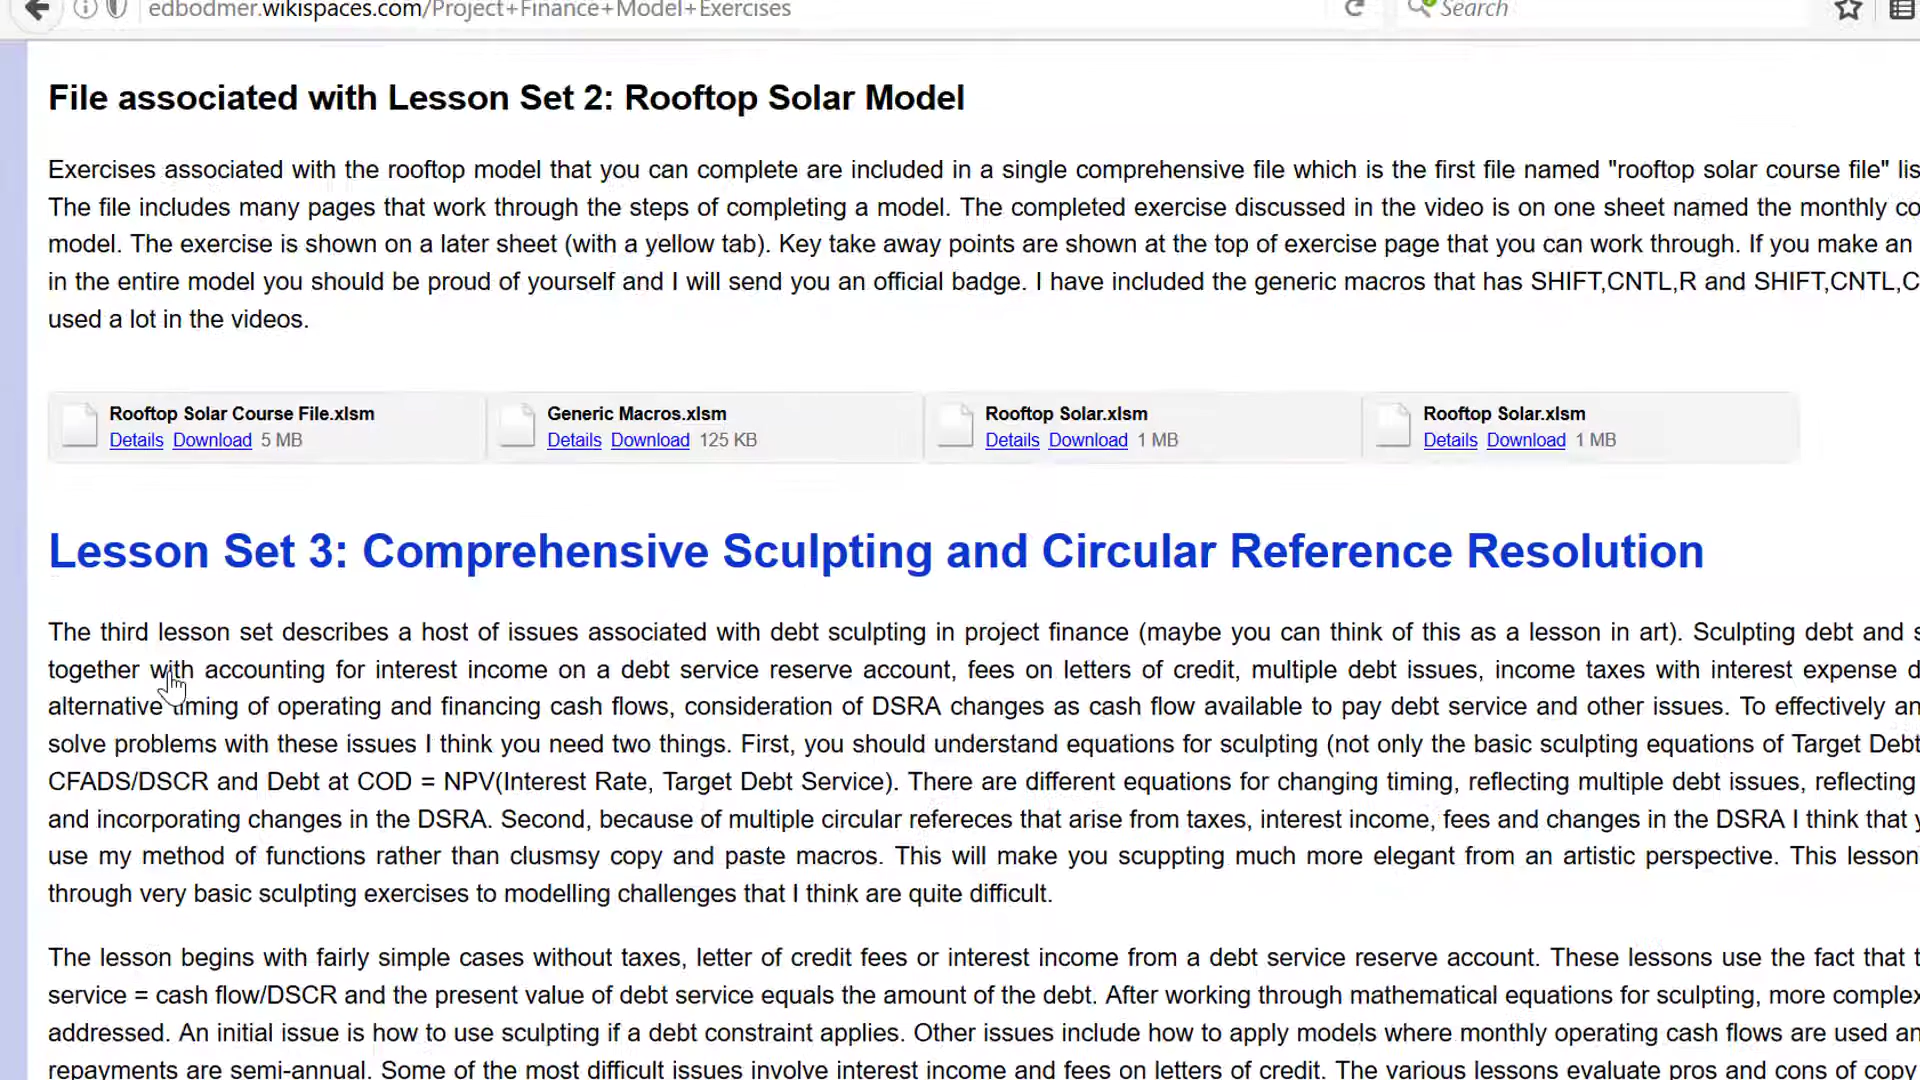 edbodmer.wikispaces.com/Project+Finance+Model+Exercises
Search
File associated with Lesson Set 2: Rooftop Solar Model
Exercises associated with the rooftop model that you can complete are included in a single comprehensive file which is the first file named "rooftop solar course file" lis
The file includes many pages that work through the steps of completing a model. The completed exercise discussed in the video is on one sheet named the monthly co
model. The exercise is shown on a later sheet (with a yellow tab). Key take away points are shown at the top of exercise page that you can work through. If you make an
in the entire model you should be proud of yourself and I will send you an official badge. I have included the generic macros that has SHIFT,CNTL,R and SHIFT,CNTL,C
used a lot in the videos.
Rooftop Solar Course File.xlsm Generic Macros.xlsm Rooftop Solar.xlsm Rooftop Solar.xlsm
Details Download 5 MB Details Download 125 KB Details Download 1 MB Details Download 1 MB
Lesson Set 3: Comprehensive Sculpting and Circular Reference Resolution
The third lesson set describes a host of issues associated with debt sculpting in project finance (maybe you can think of this as a lesson in art). Sculpting debt and s
together with accounting for interest income on a debt service reserve account, fees on letters of credit, multiple debt issues, income taxes with interest expense d
alternative timing of operating and financing cash flows, consideration of DSRA changes as cash flow available to pay debt service and other issues. To effectively an
solve problems with these issues I think you need two things. First, you should understand equations for sculpting (not only the basic sculpting equations of Target Debt
CFADS/DSCR and Debt at COD = NPV(Interest Rate, Target Debt Service). There are different equations for changing timing, reflecting multiple debt issues, reflecting
and incorporating changes in the DSRA. Second, because of multiple circular refereces that arise from taxes, interest income, fees and changes in the DSRA I think that y
use my method of functions rather than clusmsy copy and paste macros. This will make you scuppting much more elegant from an artistic perspective. This lesson
through very basic sculpting exercises to modelling challenges that I think are quite difficult.
The lesson begins with fairly simple cases without taxes, letter of credit fees or interest income from a debt service reserve account. These lessons use the fact that t
service = cash flow/DSCR and the present value of debt service equals the amount of the debt. After working through mathematical equations for sculpting, more complex
addressed. An initial issue is how to use sculpting if a debt constraint applies. Other issues include how to apply models where monthly operating cash flows are used an
repayments are semi-annual. Some of the most difficult issues involve interest income and fees on letters of credit. The various lessons evaluate pros and cons of copy